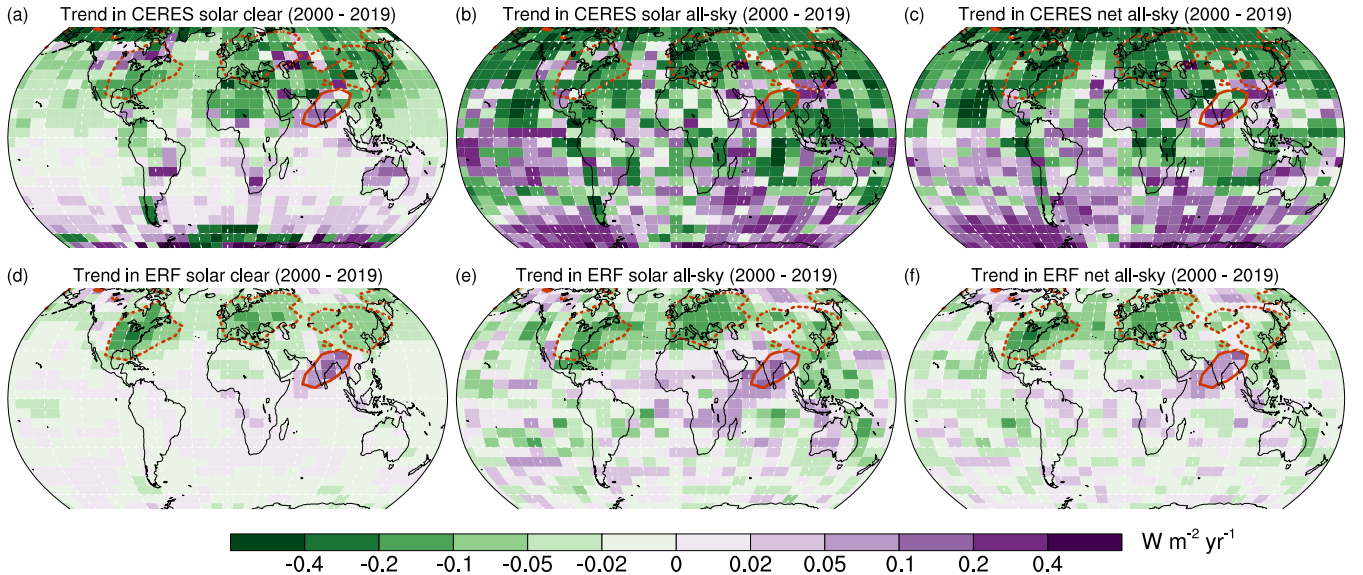 (a) Trend in CERES solar clear (2000 - 2019)
(b) Trend in CERES solar all-sky (2000 - 2019)
(c) Trend in CERES net all-sky (2000 - 2019)
(d) Trend in ERF solar clear (2000 - 2019)
(e) Trend in ERF solar all-sky (2000 - 2019)
(f) Trend in ERF net all-sky (2000 - 2019)
W m⁻² yr⁻¹
-0.4 -0.2 -0.1 -0.05 -0.02 0 0.02 0.05 0.1 0.2 0.4